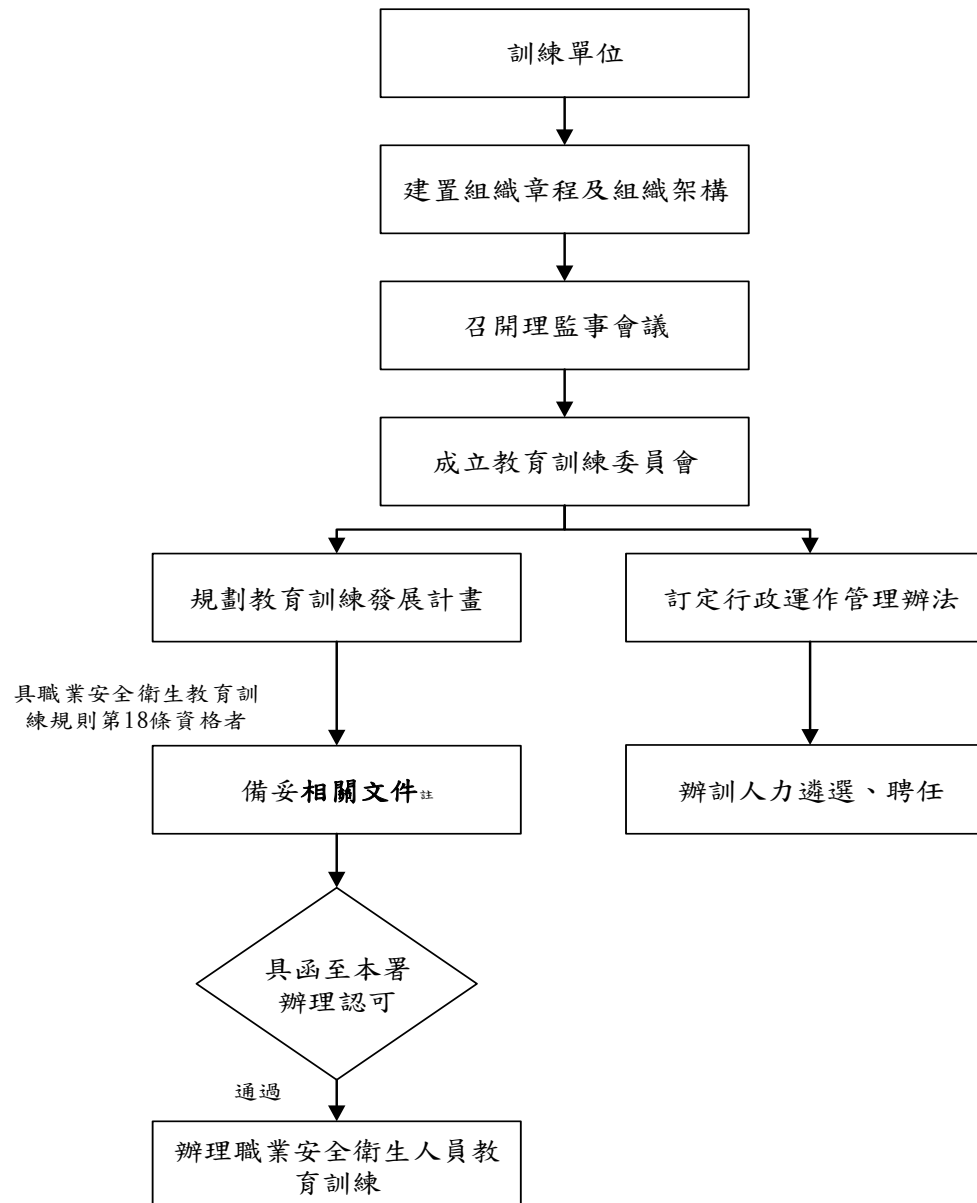 訓練單位
建置組織章程及組織架構
召開理監事會議
成立教育訓練委員會
規劃教育訓練發展計畫
訂定行政運作管理辦法
具職業安全衛生教育訓
練規則第18條資格者
備妥相關文件註
辦訓人力遴選、聘任
具函至本署
辦理認可
通過
辦理職業安全衛生人員教
育訓練